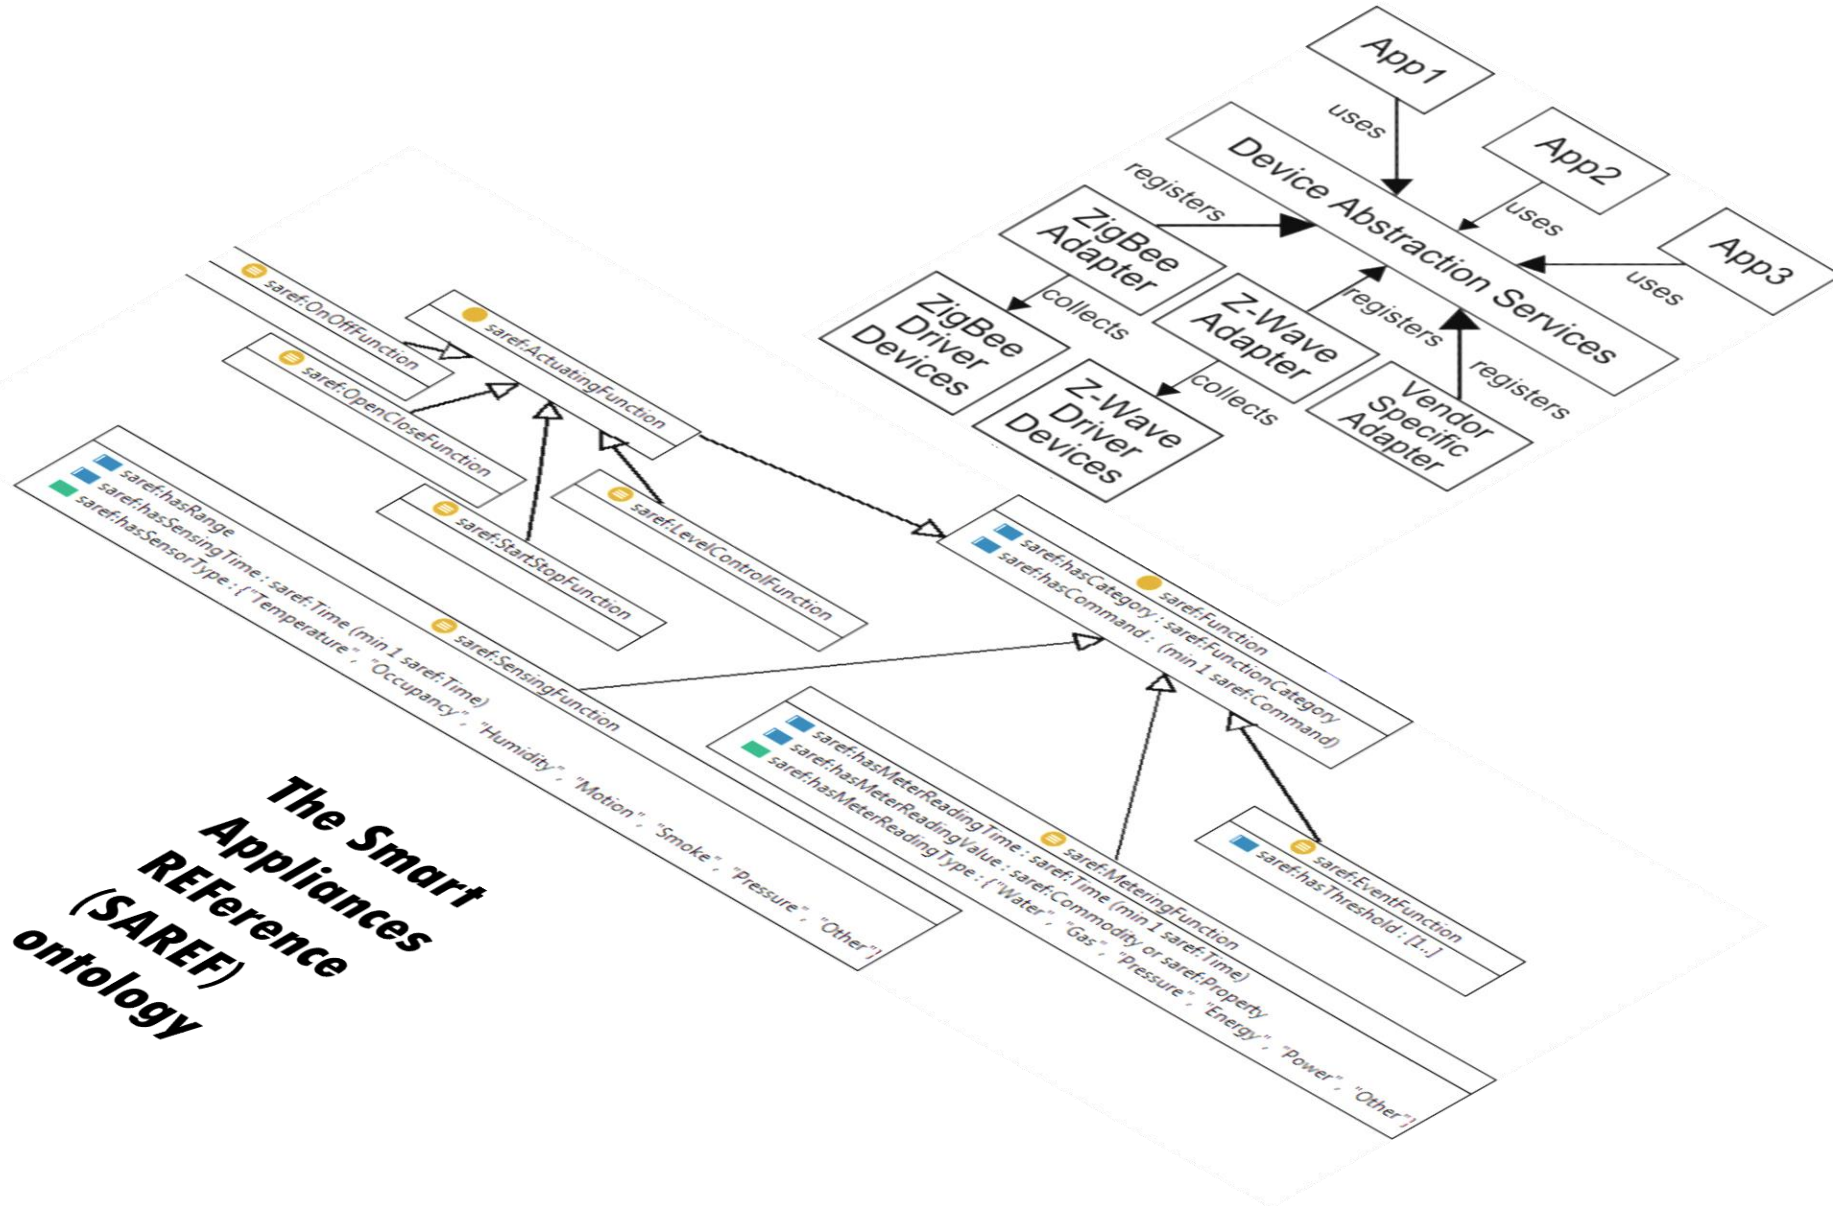 App1
uses
App2
uses
App3
uses
Device Abstraction Services
registers
ZigBee
Adapter
collects
ZigBee
Driver
Devices
registers
Z-Wave
Adapter
collects
Z-Wave
Driver
Devices
registers
Vendor
Specific
Adapter
saref:OnOffFunction
saref:ActuatingFunction
saref:OpenCloseFunction
saref:StartStopFunction
saref:LevelControlFunction
saref:SensingFunction
saref:hasRange
saref:hasSensingTime : saref:Time (min 1 saref:Time)
saref:hasSensorType : {"Temperature", "Occupancy", "Humidity", "Motion", "Smoke", "Pressure", "Other"}
saref:Function
saref:hasCategory : saref:FunctionCategory
saref:hasCommand : (min 1 saref:Command)
saref:MeteringFunction
saref:hasMeterReadingTime : saref:Time (min 1 saref:Time)
saref:hasMeterReadingValue : saref:Commodity or saref:Property
saref:hasMeterReadingType : {"Water", "Gas", "Pressure", "Energy", "Power", "Other"}
saref:EventFunction
saref:hasThreshold : [1..]
The Smart
Appliances
REFerence
(SAREF)
ontology